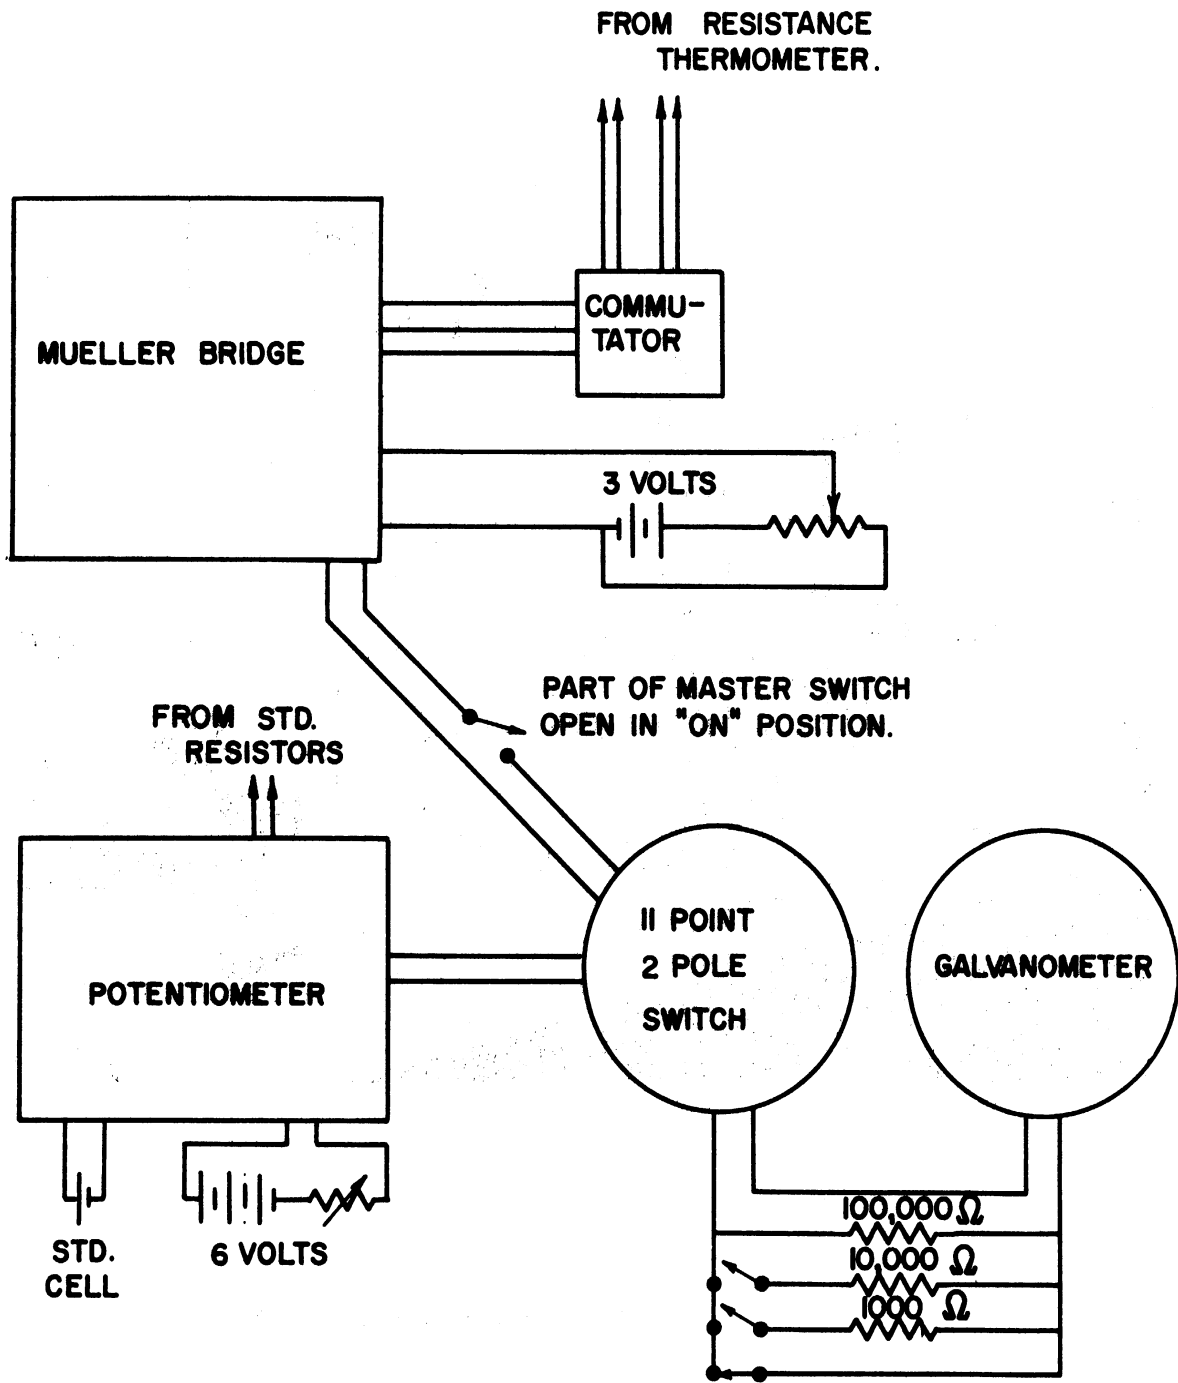 FROM RESISTANCE
THERMOMETER.
COMMU-
TATOR
MUELLER BRIDGE
3 VOLTS
PART OF MASTER SWITCH
OPEN IN "ON" POSITION.
FROM STD.
RESISTORS
11 POINT
2 POLE
SWITCH
GALVANOMETER
POTENTIOMETER
100,000 Ω
10,000 Ω
1000 Ω
STD.
CELL
6 VOLTS